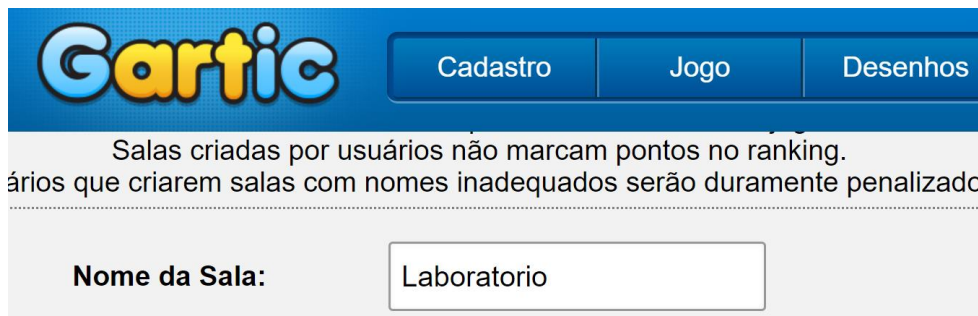 Gartic
Cadastro Jogo Desenhos
Salas criadas por usuários não marcam pontos no ranking.
ários que criarem salas com nomes inadequados serão duramente penalizado
Nome da Sala: Laboratorio